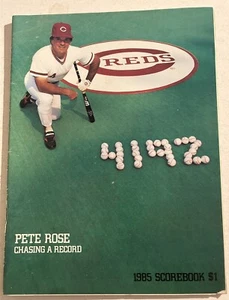 REDS
4192
PETE ROSE
CHASING A RECORD
1985 SCOREBOOK $1